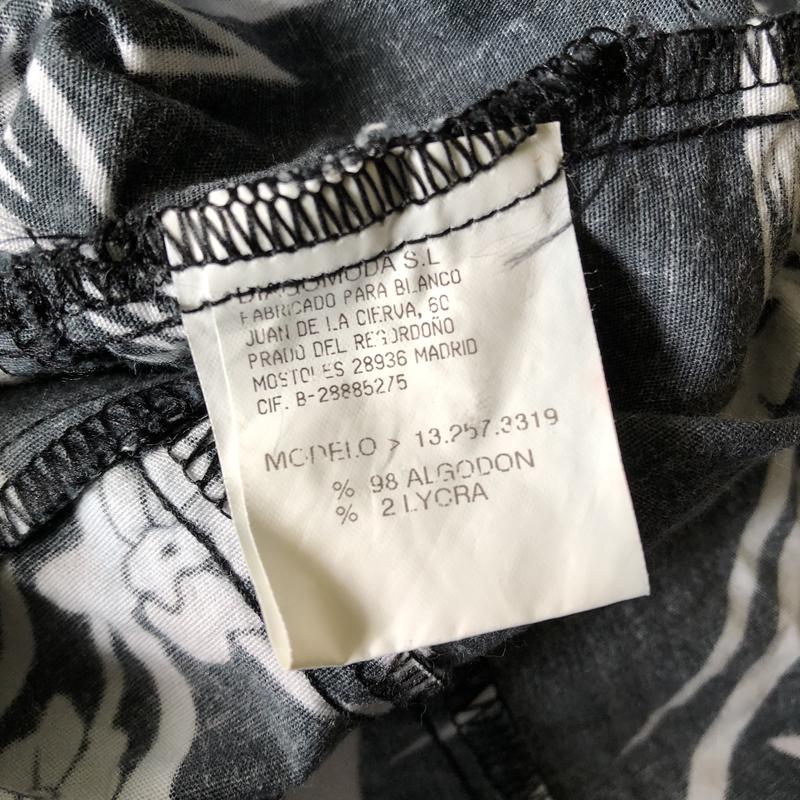 S.L
FABRICADO PARA BLANCO
JUAN DE LA CIERVA, 60
PRADO DEL REGORDOÑO
MOSTOLES 28936 MADRID
CIF. B-28885275
MODELO > 13.257.3319
% 98 ALGODON
% 2 LYCRA